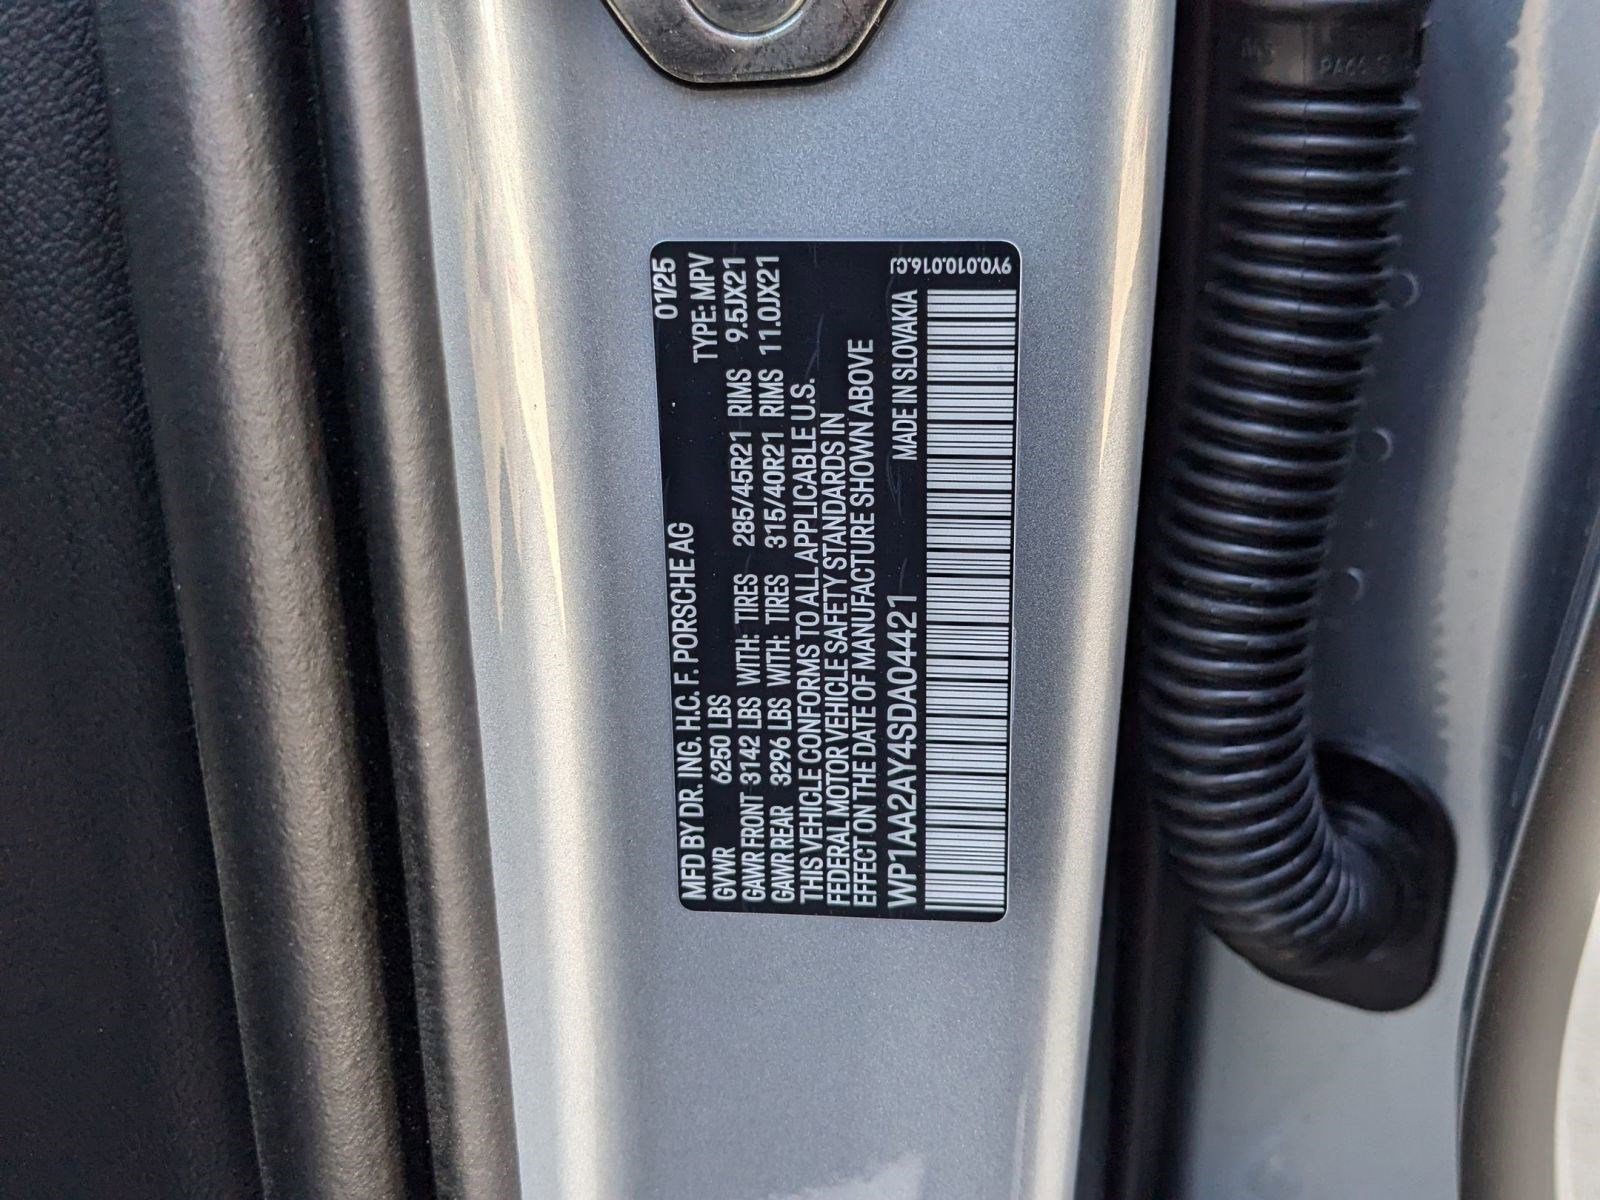 MFD BY DR. ING. H.C. F. PORSCHE AG 01/25
GVWR 6250 LBS TYPE: MPV
GAWR FRONT 3142 LBS WITH: TIRES 285/45R21 RIMS 9.5JX21
GAWR REAR 3296 LBS WITH: TIRES 315/40R21 RIMS 11.0JX21
THIS VEHICLE CONFORMS TO ALL APPLICABLE U.S.
FEDERAL MOTOR VEHICLE SAFETY STANDARDS IN
EFFECT ON THE DATE OF MANUFACTURE SHOWN ABOVE
WP1AA2AY4SDA04421 MADE IN SLOVAKIA
9Y0.010.016.CJ